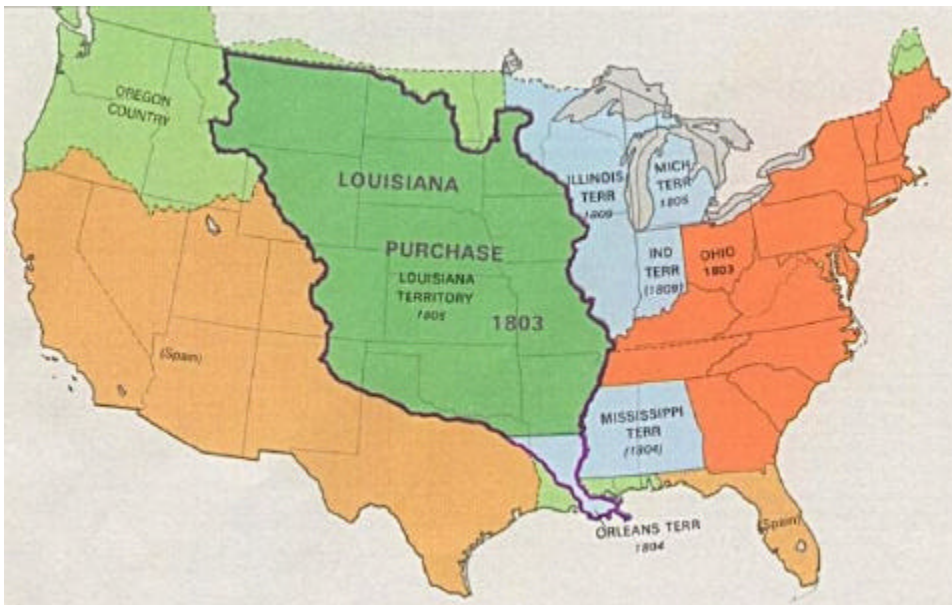 OREGON
COUNTRY
LOUISIANA
PURCHASE
LOUISIANA
TERRITORY
1805
1803
(Spain)
ILLINOIS
TERR
1809
MICH
TERR
1805
IND
TERR
(1809)
OHIO
1803
MISSISSIPPI
TERR
(1804)
ORLEANS TERR
1804
(Spain)